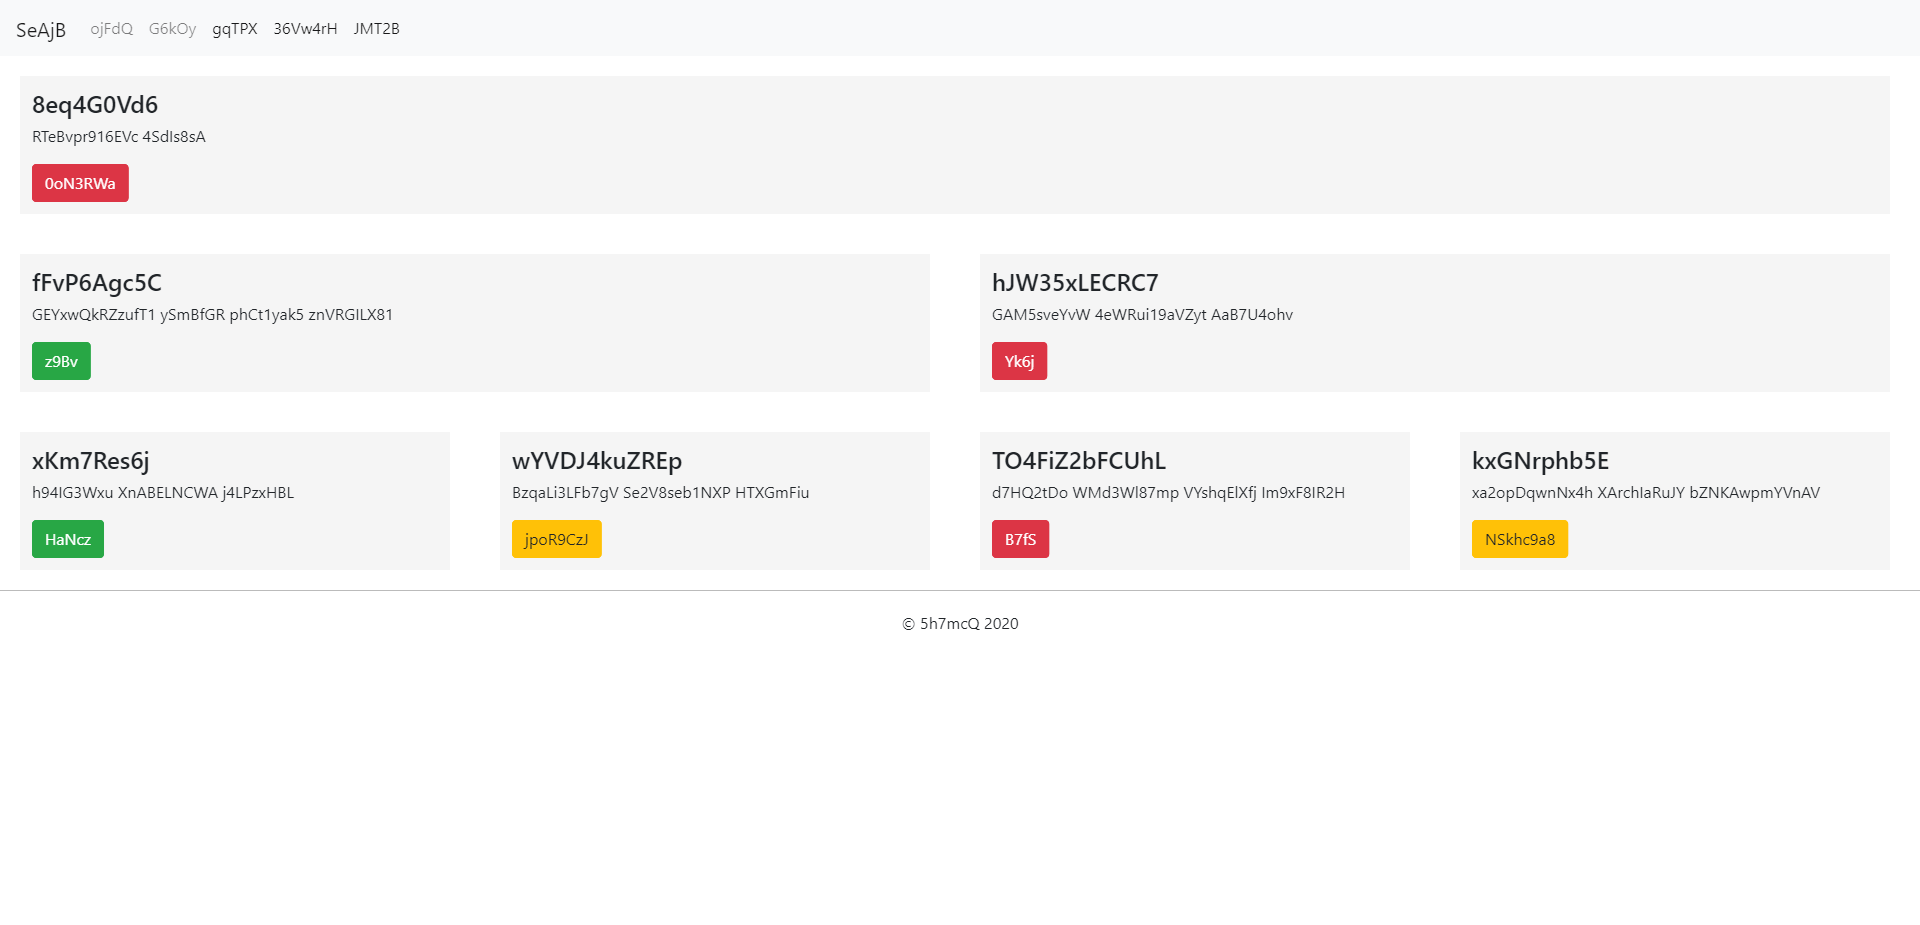 SeAjB ojFdQ G6kOy gqTPX 36Vw4rH JMT2B
8eq4G0Vd6
RTeBvpr916EVc 4SdIs8sA
0oN3RWa
fFvP6Agc5C
GEYxwQkRZzufT1 ySmBfGR phCt1yak5 znVRGILX81
z9Bv
hJW35xLECRC7
GAM5sveYvW 4eWRui19aVZyt AaB7U4ohv
Yk6j
xKm7Res6j
h94IG3Wxu XnABELNCWA j4LPzxHBL
HaNcz
wYVDJ4kuZREp
BzqaLi3LFb7gV Se2V8seb1NXP HTXGmFiu
jpoR9CzJ
TO4FiZ2bFCUhL
d7HQ2tDo WMd3Wl87mp VYshqElXfj Im9xF8IR2H
B7fS
kxGNrphb5E
xa2opDqwnNx4h XArchIaRuJY bZNKAwpmYVnAV
NSkhc9a8
© 5h7mcQ 2020